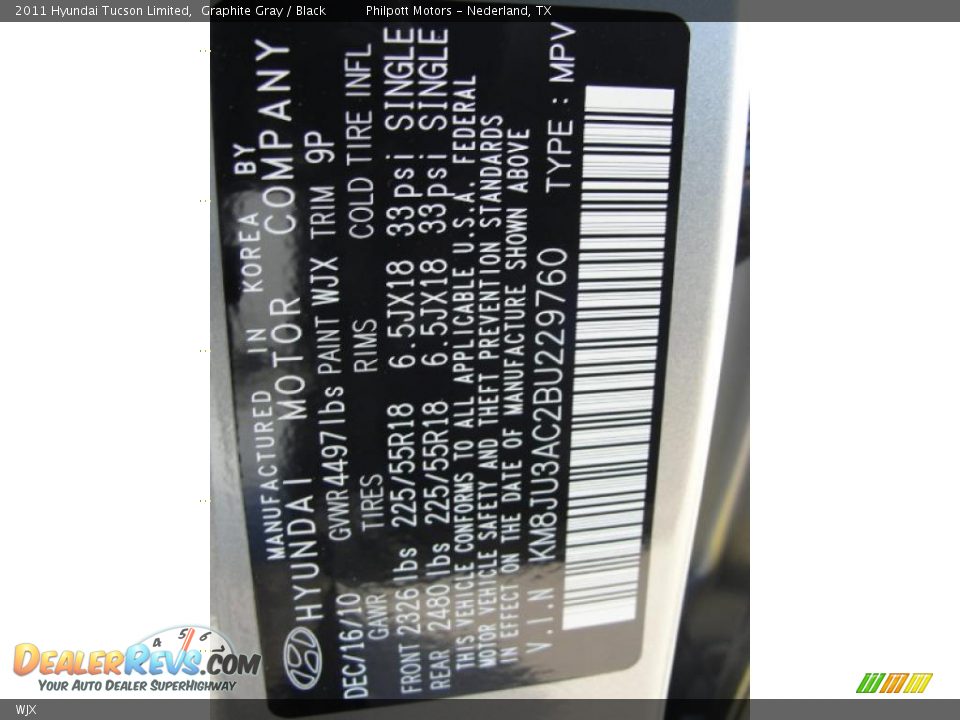 2011 Hyundai Tucson Limited, Graphite Gray / Black Philpott Motors - Nederland, TX
MANUFACTURED IN KOREA BY
HYUNDAI MOTOR COMPANY
DEC/16/10 GVWR4497lbs PAINT WJX TRIM 9P
GAWR TIRES RIMS COLD TIRE INFL
FRONT 2326lbs 225/55R18 6.5JX18 33psi SINGLE
REAR 2480lbs 225/55R18 6.5JX18 33psi SINGLE
THIS VEHICLE CONFORMS TO ALL APPLICABLE U.S.A. FEDERAL
MOTOR VEHICLE SAFETY AND THEFT PREVENTION STANDARDS
IN EFFECT ON THE DATE OF MANUFACTURE SHOWN ABOVE
V.I.N KM8JU3AC2BU229760 TYPE : MPV
4 5 6
DEALERREVS.COM
YOUR AUTO DEALER SUPERHIGHWAY
WJX